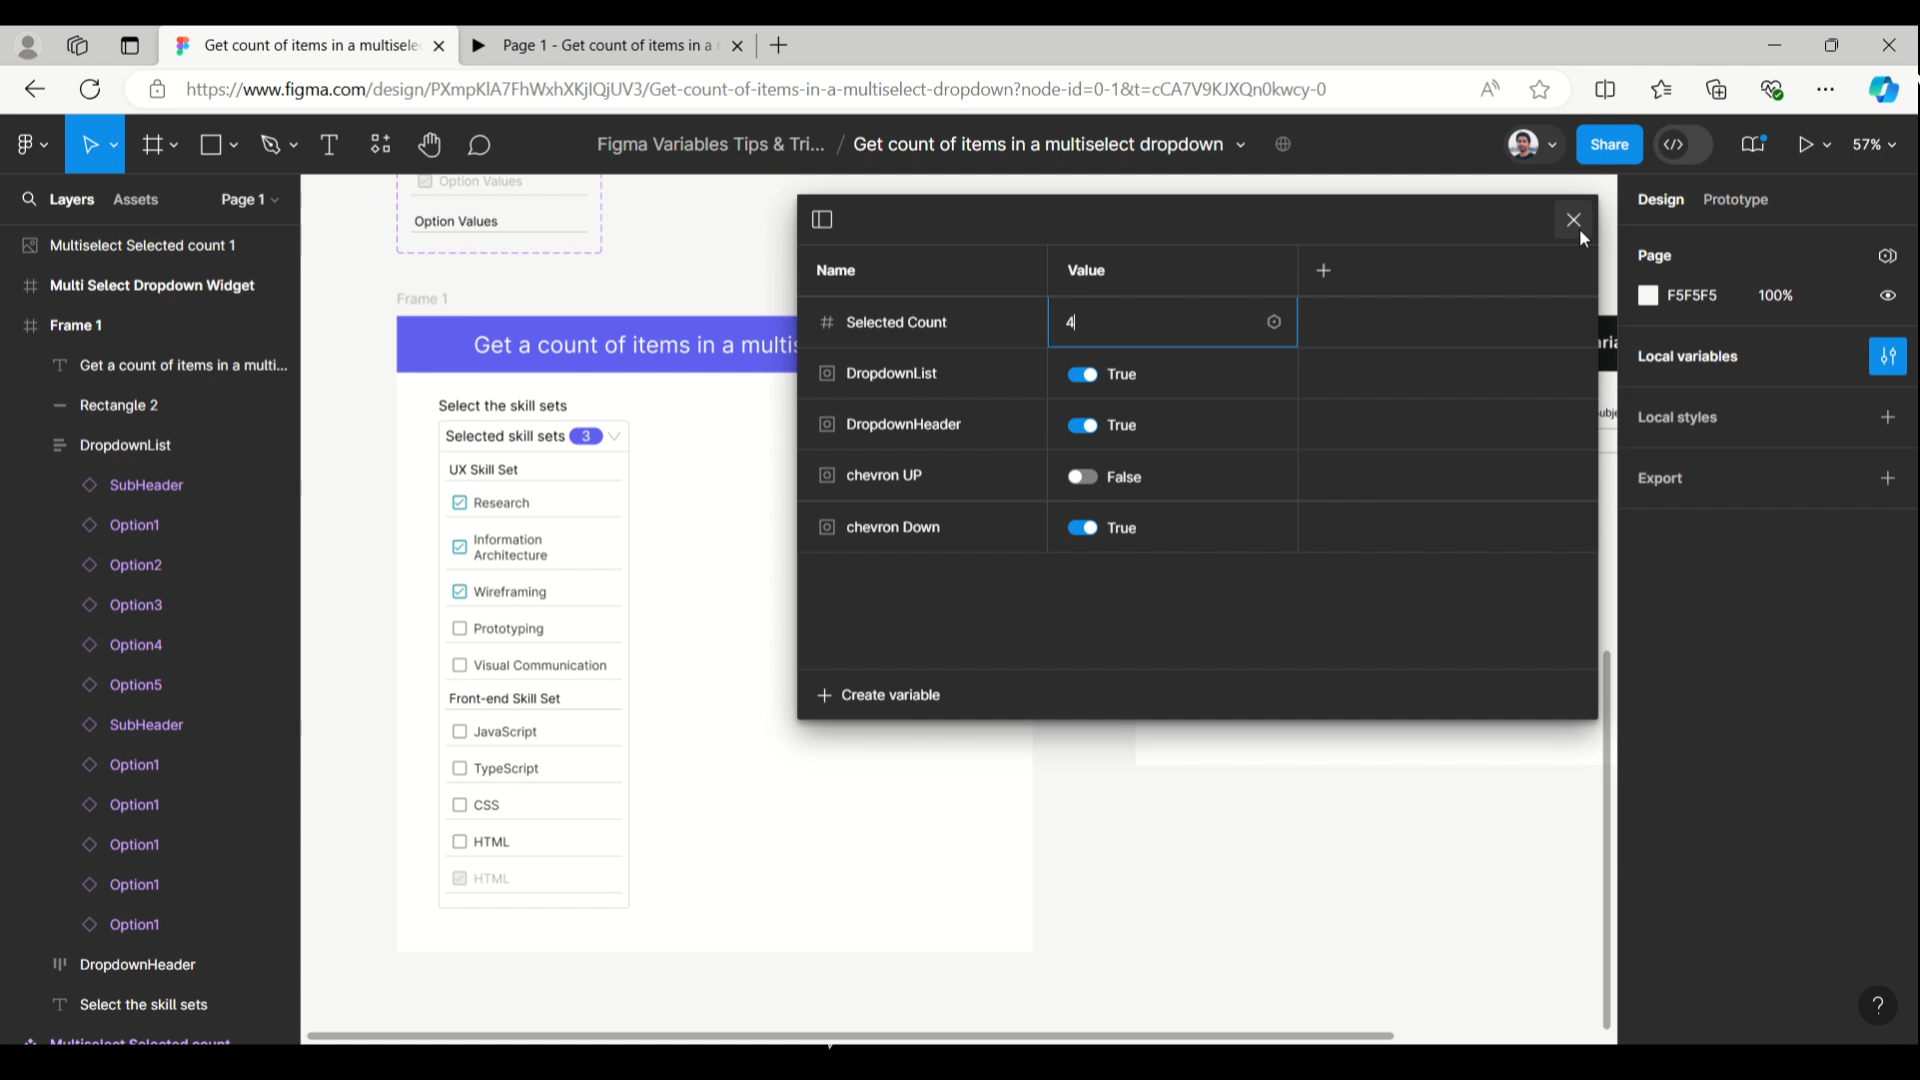 Get count of items in a multisele
Page 1 - Get count of items in a
https://www.figma.com/design/PXmpKlA7FhWxhXKjlQjUV3/Get-count-of-items-in-a-multiselect-dropdown?node-id=0-1&t=cCA7V9KJXQn0kwcy-0
Figma Variables Tips & Tri... / Get count of items in a multiselect dropdown
Share
57%
Layers
Assets
Page 1
Multiselect Selected count 1
Multi Select Dropdown Widget
Frame 1
Get a count of items in a multi...
Rectangle 2
DropdownList
SubHeader
Option1
Option2
Option3
Option4
Option5
SubHeader
Option1
Option1
Option1
Option1
Option1
DropdownHeader
Select the skill sets
Multiselect Selected count
Option Values
Option Values
Frame 1
Get a count of items in a multis
Select the skill sets
Selected skill sets 3
UX Skill Set
Research
Information
Architecture
Wireframing
Prototyping
Visual Communication
Front-end Skill Set
JavaScript
TypeScript
CSS
HTML
HTML
Name
Value
Selected Count
4
DropdownList
True
DropdownHeader
True
chevron UP
False
chevron Down
True
Create variable
Design
Prototype
Page
F5F5F5
100%
Local variables
Local styles
Export
?